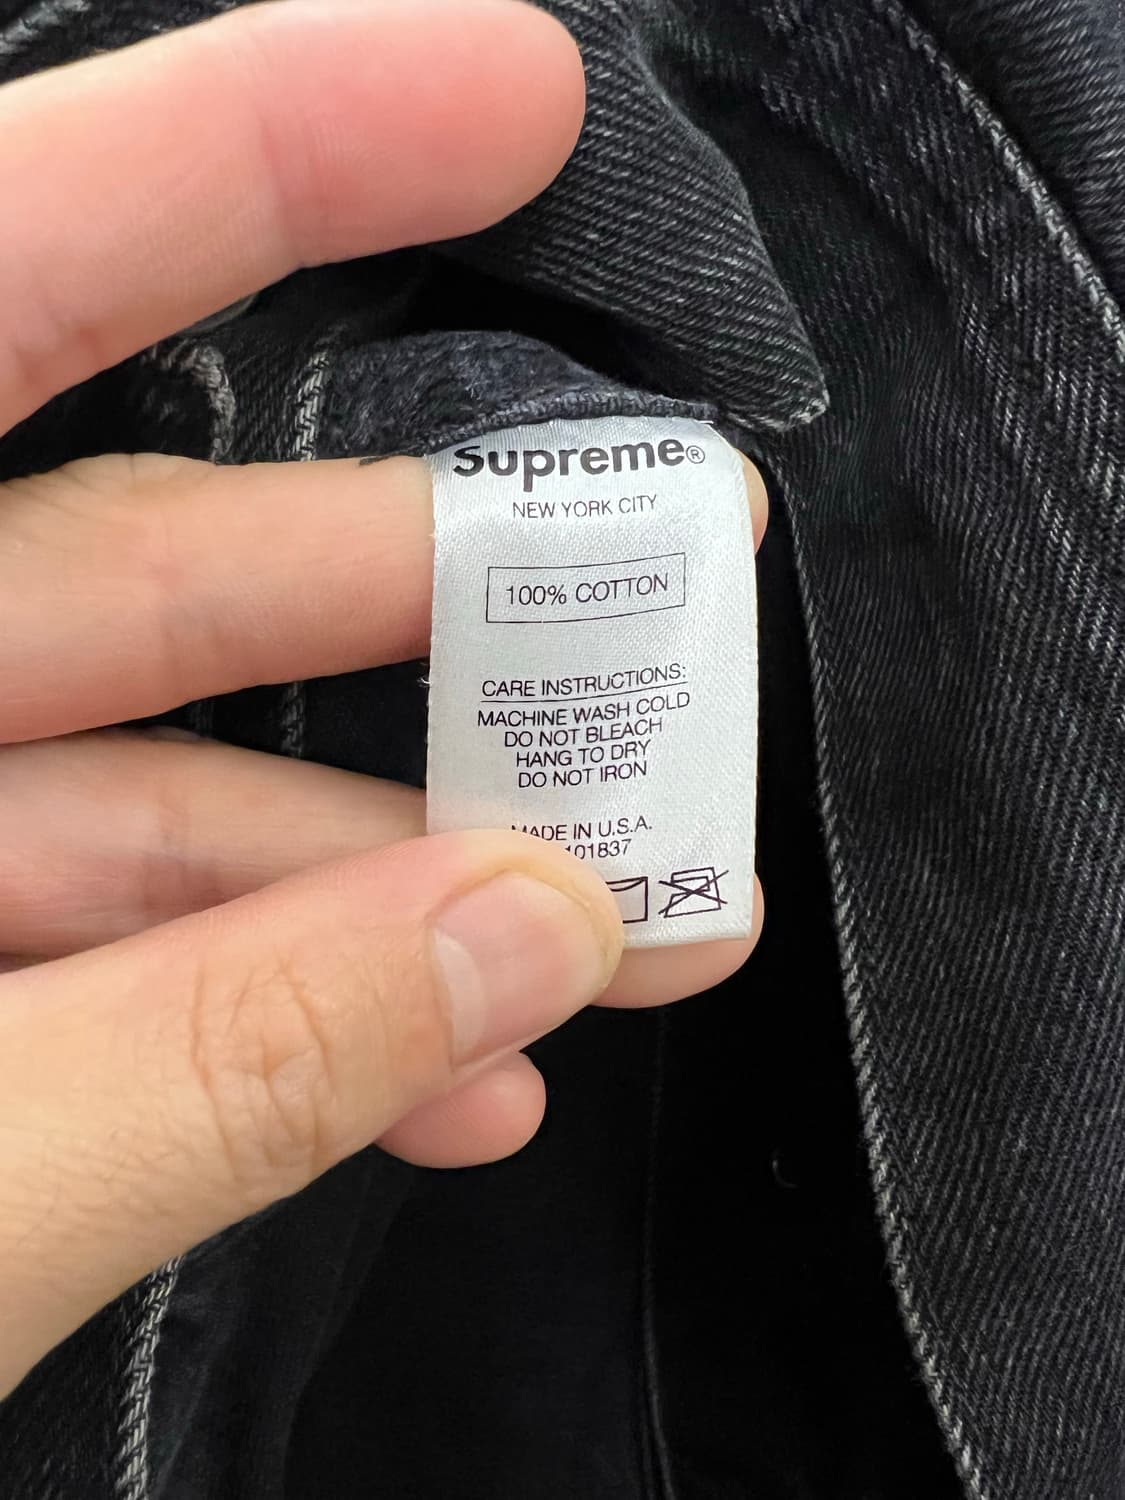 Supreme®
NEW YORK CITY
100% COTTON
CARE INSTRUCTIONS:
MACHINE WASH COLD
DO NOT BLEACH
HANG TO DRY
DO NOT IRON
MADE IN U.S.A.
101837